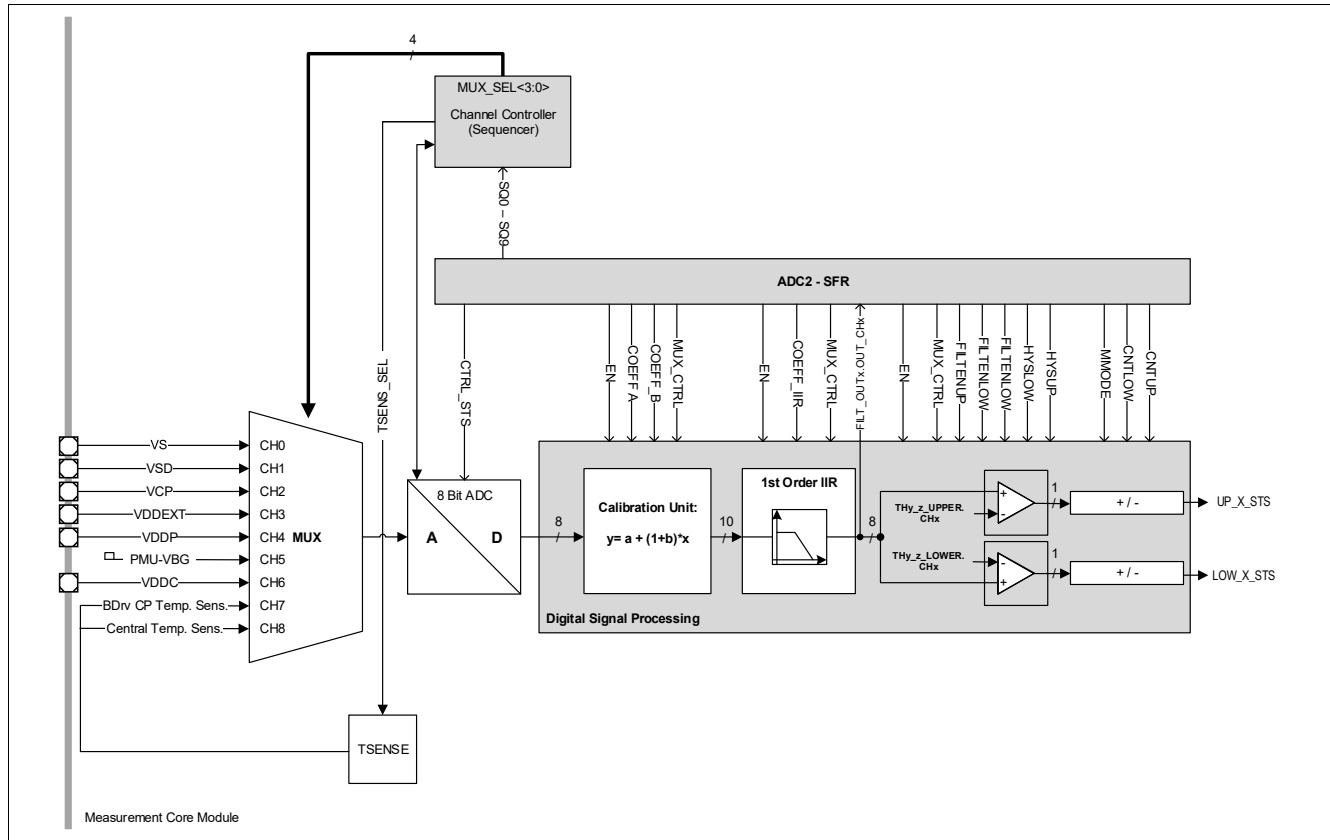 4
MUX_SEL<3:0>
Channel Controller
(Sequencer)
SQ0 – SQ9
ADC2 - SFR
TSENS_SEL
CTRL_STS
EN
COEFF A
COEFF_B
MUX_CTRL
EN
COEFF_IIR
MUX_CTRL
FILT_OUTx.OUT_CHx
EN
MUX_CTRL
FILTENUP
FILTENLOW
FILTENLOW
HYSLOW
HYSUP
MMODE
CNTLOW
CNTUP
VS
CH0
VSD
CH1
VCP
CH2
VDDEXT
CH3
VDDP
CH4
MUX
PMU-VBG
CH5
VDDC
CH6
BDrv CP Temp. Sens.
CH7
Central Temp. Sens.
CH8
8 Bit ADC
A
D
8
Calibration Unit:
y= a + (1+b)*x
10
1st Order IIR
8
THy_z_UPPER.
CHx
+
-
1
+ / -
UP_X_STS
THy_z_LOWER.
CHx
-
+
1
+ / -
LOW_X_STS
Digital Signal Processing
TSENSE
Measurement Core Module